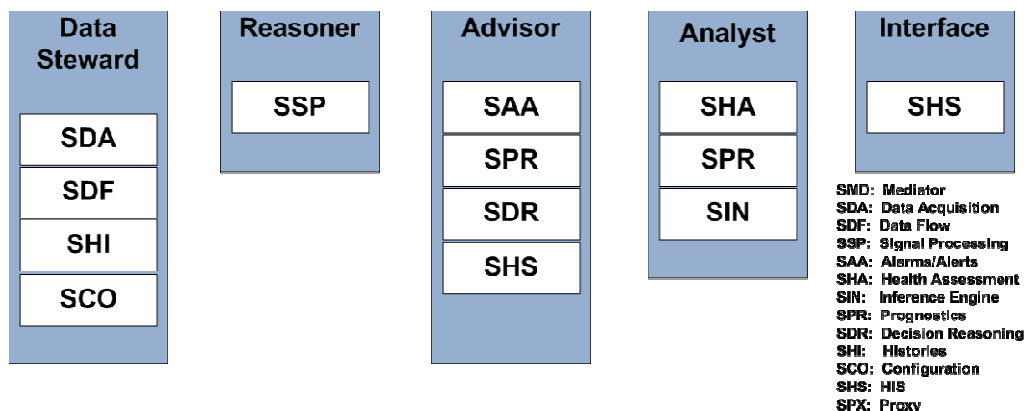 Data
Steward
SDA
SDF
SHI
SCO
Reasoner
SSP
Advisor
SAA
SPR
SDR
SHS
Analyst
SHA
SPR
SIN
Interface
SHS
SMD: Mediator
SDA: Data Acquisition
SDF: Data Flow
SSP: Signal Processing
SAA: Alarms/Alerts
SHA: Health Assessment
SIN: Inference Engine
SPR: Prognostics
SDR: Decision Reasoning
SHI: Histories
SCO: Configuration
SHS: HIS
SPX: Proxy